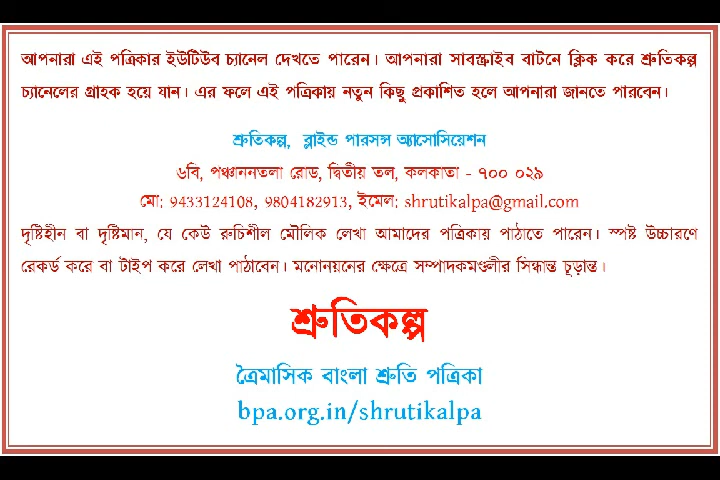 আপনারা এই পত্রিকার ইউটিউব চ্যানেল দেখতে পারেন। আপনারা সাবস্ক্রাইব বাটনে ক্লিক করে শ্রুতিকল্প
চ্যানেলের গ্রাহক হয়ে যান। এর ফলে এই পত্রিকায় নতুন কিছু প্রকাশিত হলে আপনারা জানতে পারবেন।
শ্রুতিকল্প, ব্লাইন্ড পারসন্স অ্যাসোসিয়েশন
৬বি, পঞ্চাননতলা রোড, দ্বিতীয় তল, কলকাতা - ৭০০ ০২৯
মো: 9433124108, 9804182913, ইমেল: shrutikalpa@gmail.com
দৃষ্টিহীন বা দৃষ্টিমান, যে কেউ রুচিশীল মৌলিক লেখা আমাদের পত্রিকায় পাঠাতে পারেন। স্পষ্ট উচ্চারণে
রেকর্ড করে বা টাইপ করে লেখা পাঠাবেন। মনোনয়নের ক্ষেত্রে সম্পাদকমণ্ডলীর সিদ্ধান্ত চূড়ান্ত।
শ্রুতিকল্প
ত্রৈমাসিক বাংলা শ্রুতি পত্রিকা
bpa.org.in/shrutikalpa